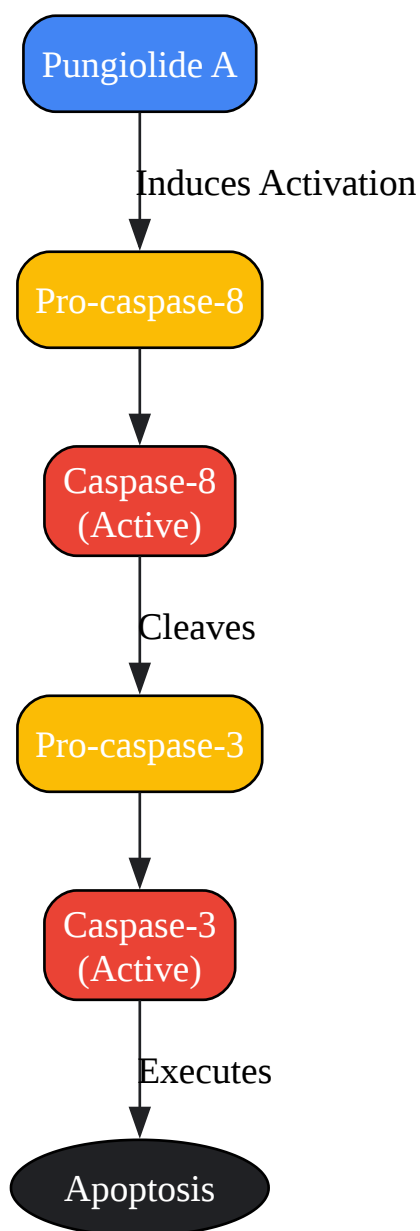 Pungiolide A
Induces Activation
Pro-caspase-8
Caspase-8
(Active)
Cleaves
Pro-caspase-3
Caspase-3
(Active)
Executes
Apoptosis